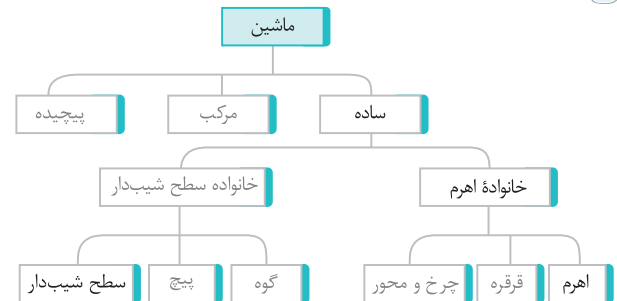 ماشین
ساده
مرکب
پیچیده
خانوادهٔ اهرم
خانواده سطح شیب‌دار
اهرم
قرقره
چرخ و محور
گوه
پیچ
سطح شیب‌دار